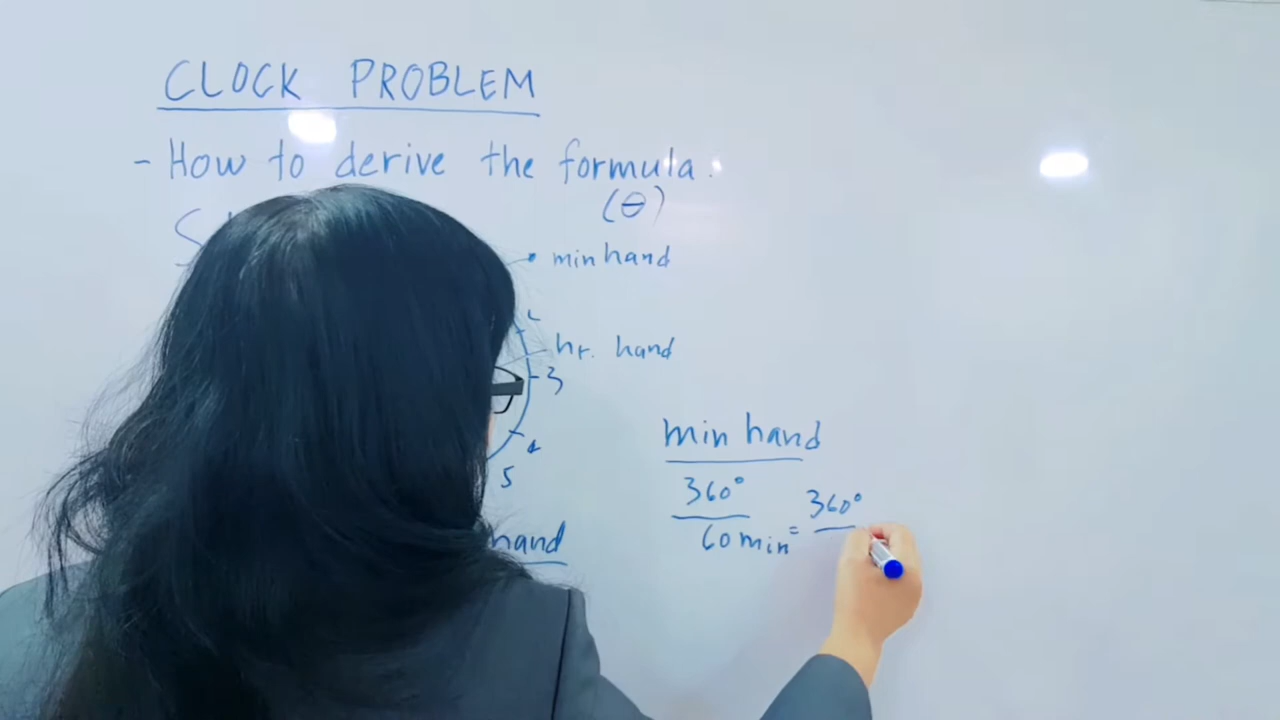 CLOCK PROBLEM
- How to derive the formula.
(θ)
min hand
hr. hand
3
4
5
min hand
360°
60 min = 360°
hand